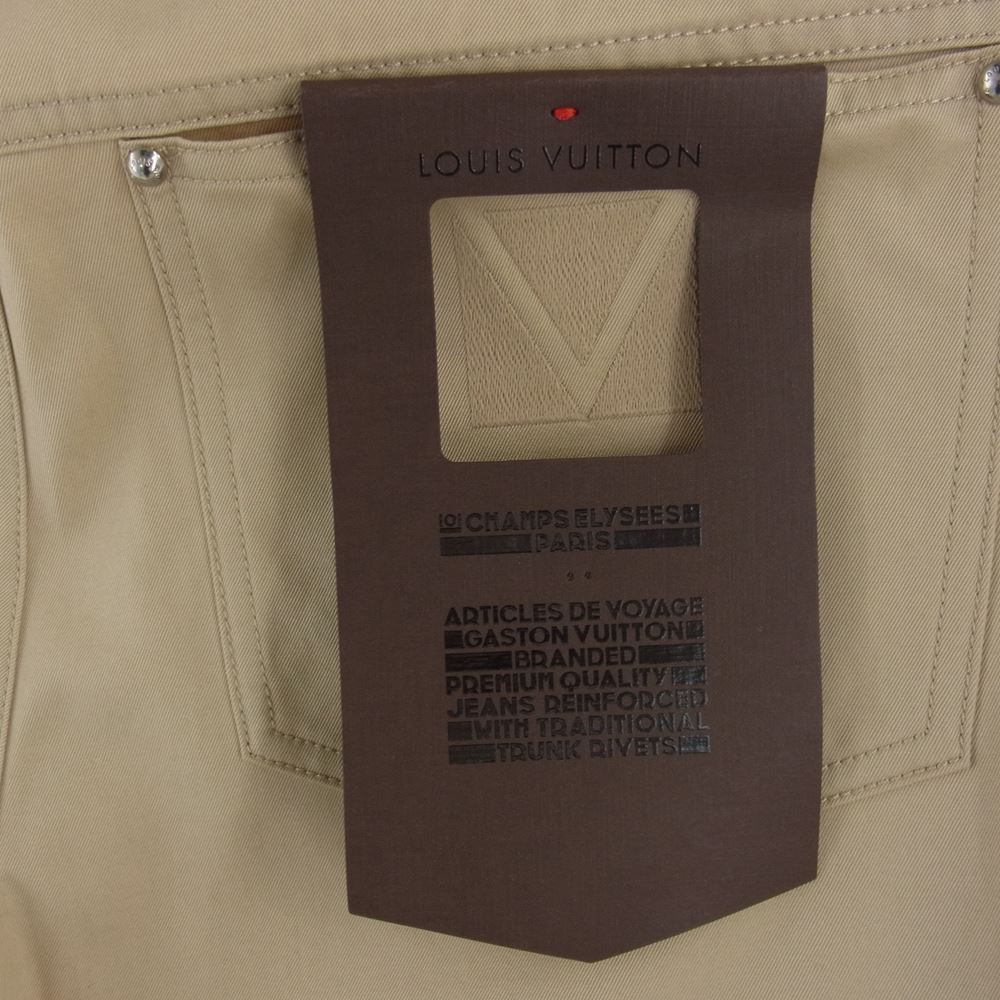 LOUIS VUITTON
101 CHAMPS ELYSEES
PARIS
ARTICLES DE VOYAGE
GASTON VUITTON
BRANDED
PREMIUM QUALITY
JEANS REINFORCED
WITH TRADITIONAL
TRUNK RIVETS